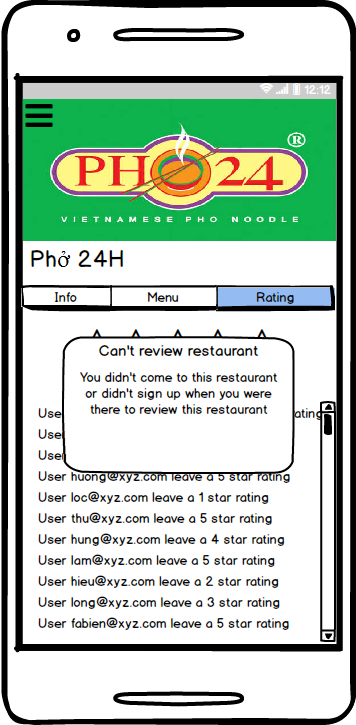 12:12
PHO 24 ®
VIETNAMESE PHO NOODLE
Phở 24H
Info Menu Rating
Can't review restaurant
You didn't come to this restaurant
or didn't sign up when you were
there to review this restaurant
User ating
User
User
User huong@xyz.com leave a 5 star rating
User loc@xyz.com leave a 1 star rating
User thu@xyz.com leave a 5 star rating
User hung@xyz.com leave a 4 star rating
User lam@xyz.com leave a 5 star rating
User hieu@xyz.com leave a 2 star rating
User long@xyz.com leave a 3 star rating
User fabien@xyz.com leave a 5 star rating